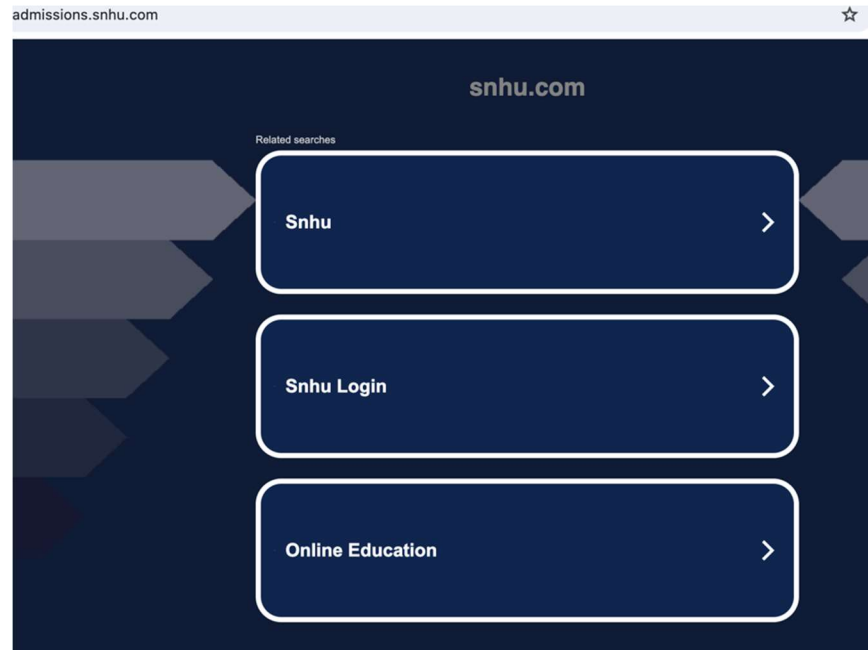 admissions.snhu.com
snhu.com
Related searches
Snhu
Snhu Login
Online Education